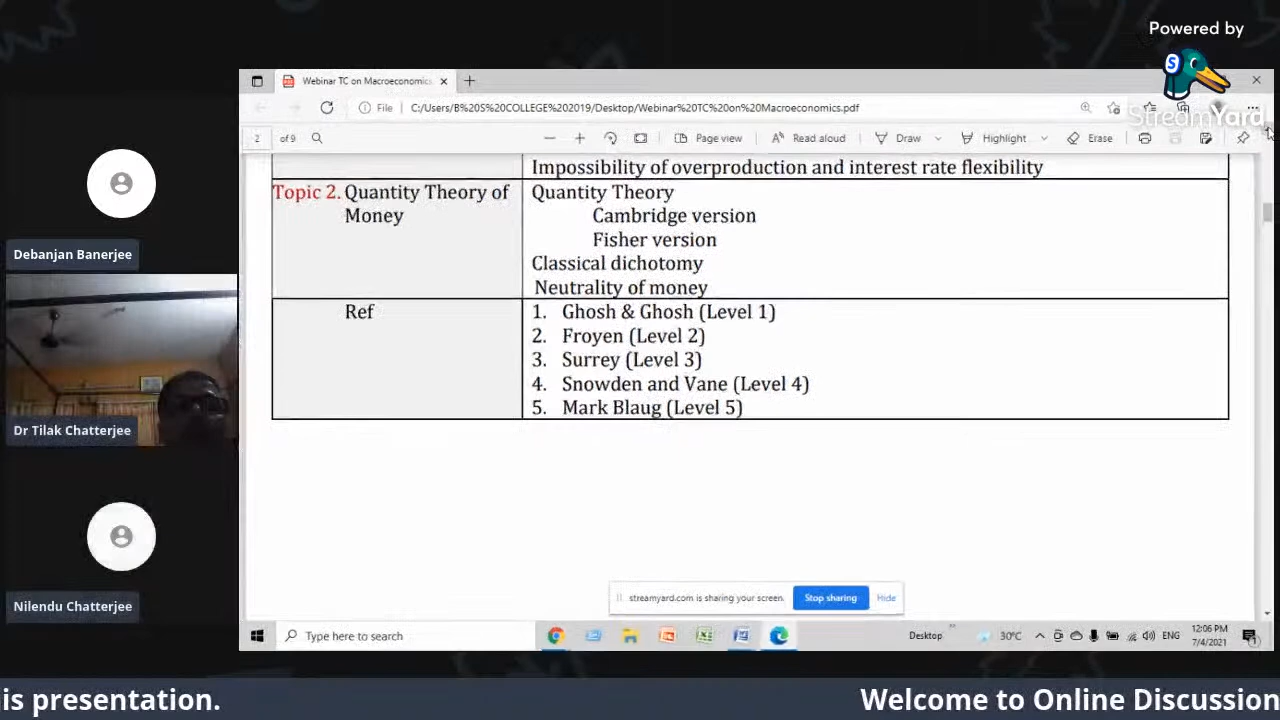 Powered by
S
StreamYard
Webinar TC on Macroeconomics
File
C:/Users/B%20S%20COLLEGE%202019/Desktop/Webinar%20TC%20on%20Macroeconomics.pdf
2 of 9
Page view
Read aloud
Draw
Highlight
Erase
Impossibility of overproduction and interest rate flexibility
Topic 2. Quantity Theory of
Money
Quantity Theory
Cambridge version
Fisher version
Classical dichotomy
Neutrality of money
Ref
1. Ghosh & Ghosh (Level 1)
2. Froyen (Level 2)
3. Surrey (Level 3)
4. Snowden and Vane (Level 4)
5. Mark Blaug (Level 5)
Debanjan Banerjee
Dr Tilak Chatterjee
Nilendu Chatterjee
streamyard.com is sharing your screen.
Stop sharing
Hide
Type here to search
Desktop
30°C
ENG
12:06 PM
7/4/2021
is presentation.
Welcome to Online Discussion